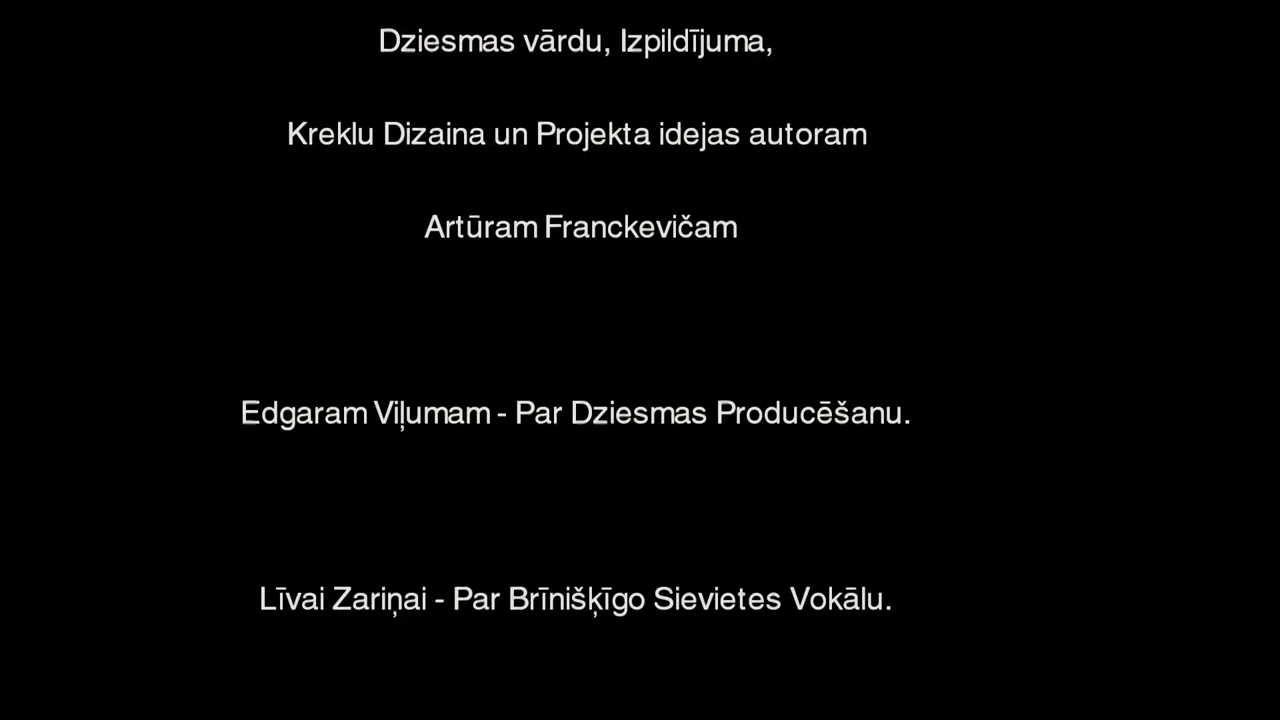 Dziesmas vārdu, Izpildījuma,
Kreklu Dizaina un Projekta idejas autoram
Artūram Franckevičam
Edgaram Viļumam - Par Dziesmas Producēšanu.
Līvai Zariņai - Par Brīnišķīgo Sievietes Vokālu.